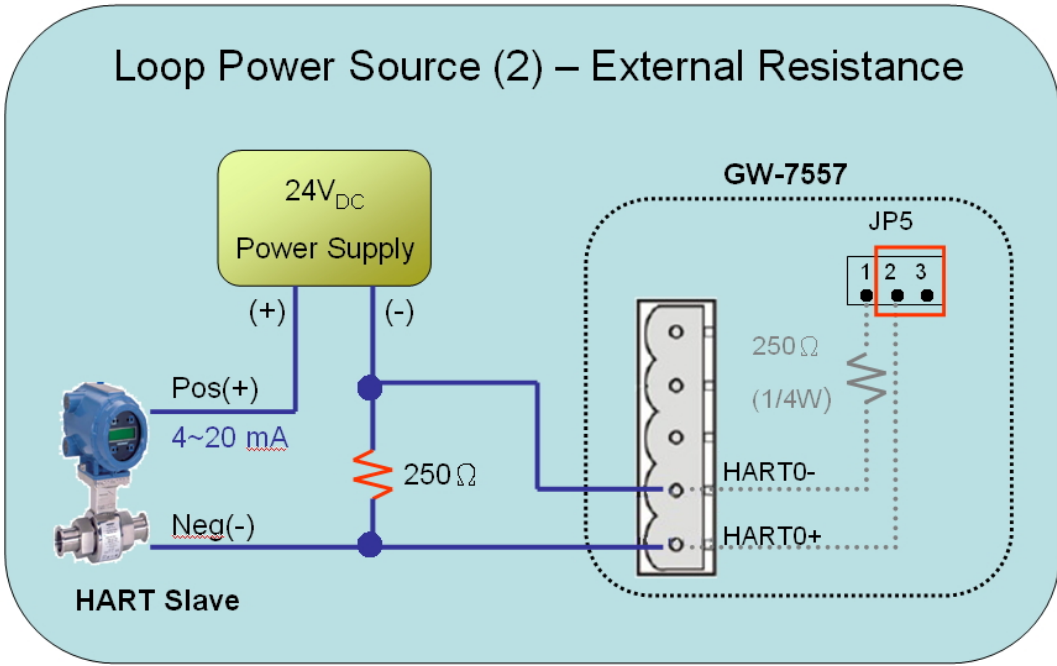 Loop Power Source (2) – External Resistance
24VDC
Power Supply
(+)
(-)
Pos(+)
4~20 mA
250Ω
Neg(-)
HART Slave
GW-7557
JP5
1 2 3
250Ω
(1/4W)
HART0-
HART0+